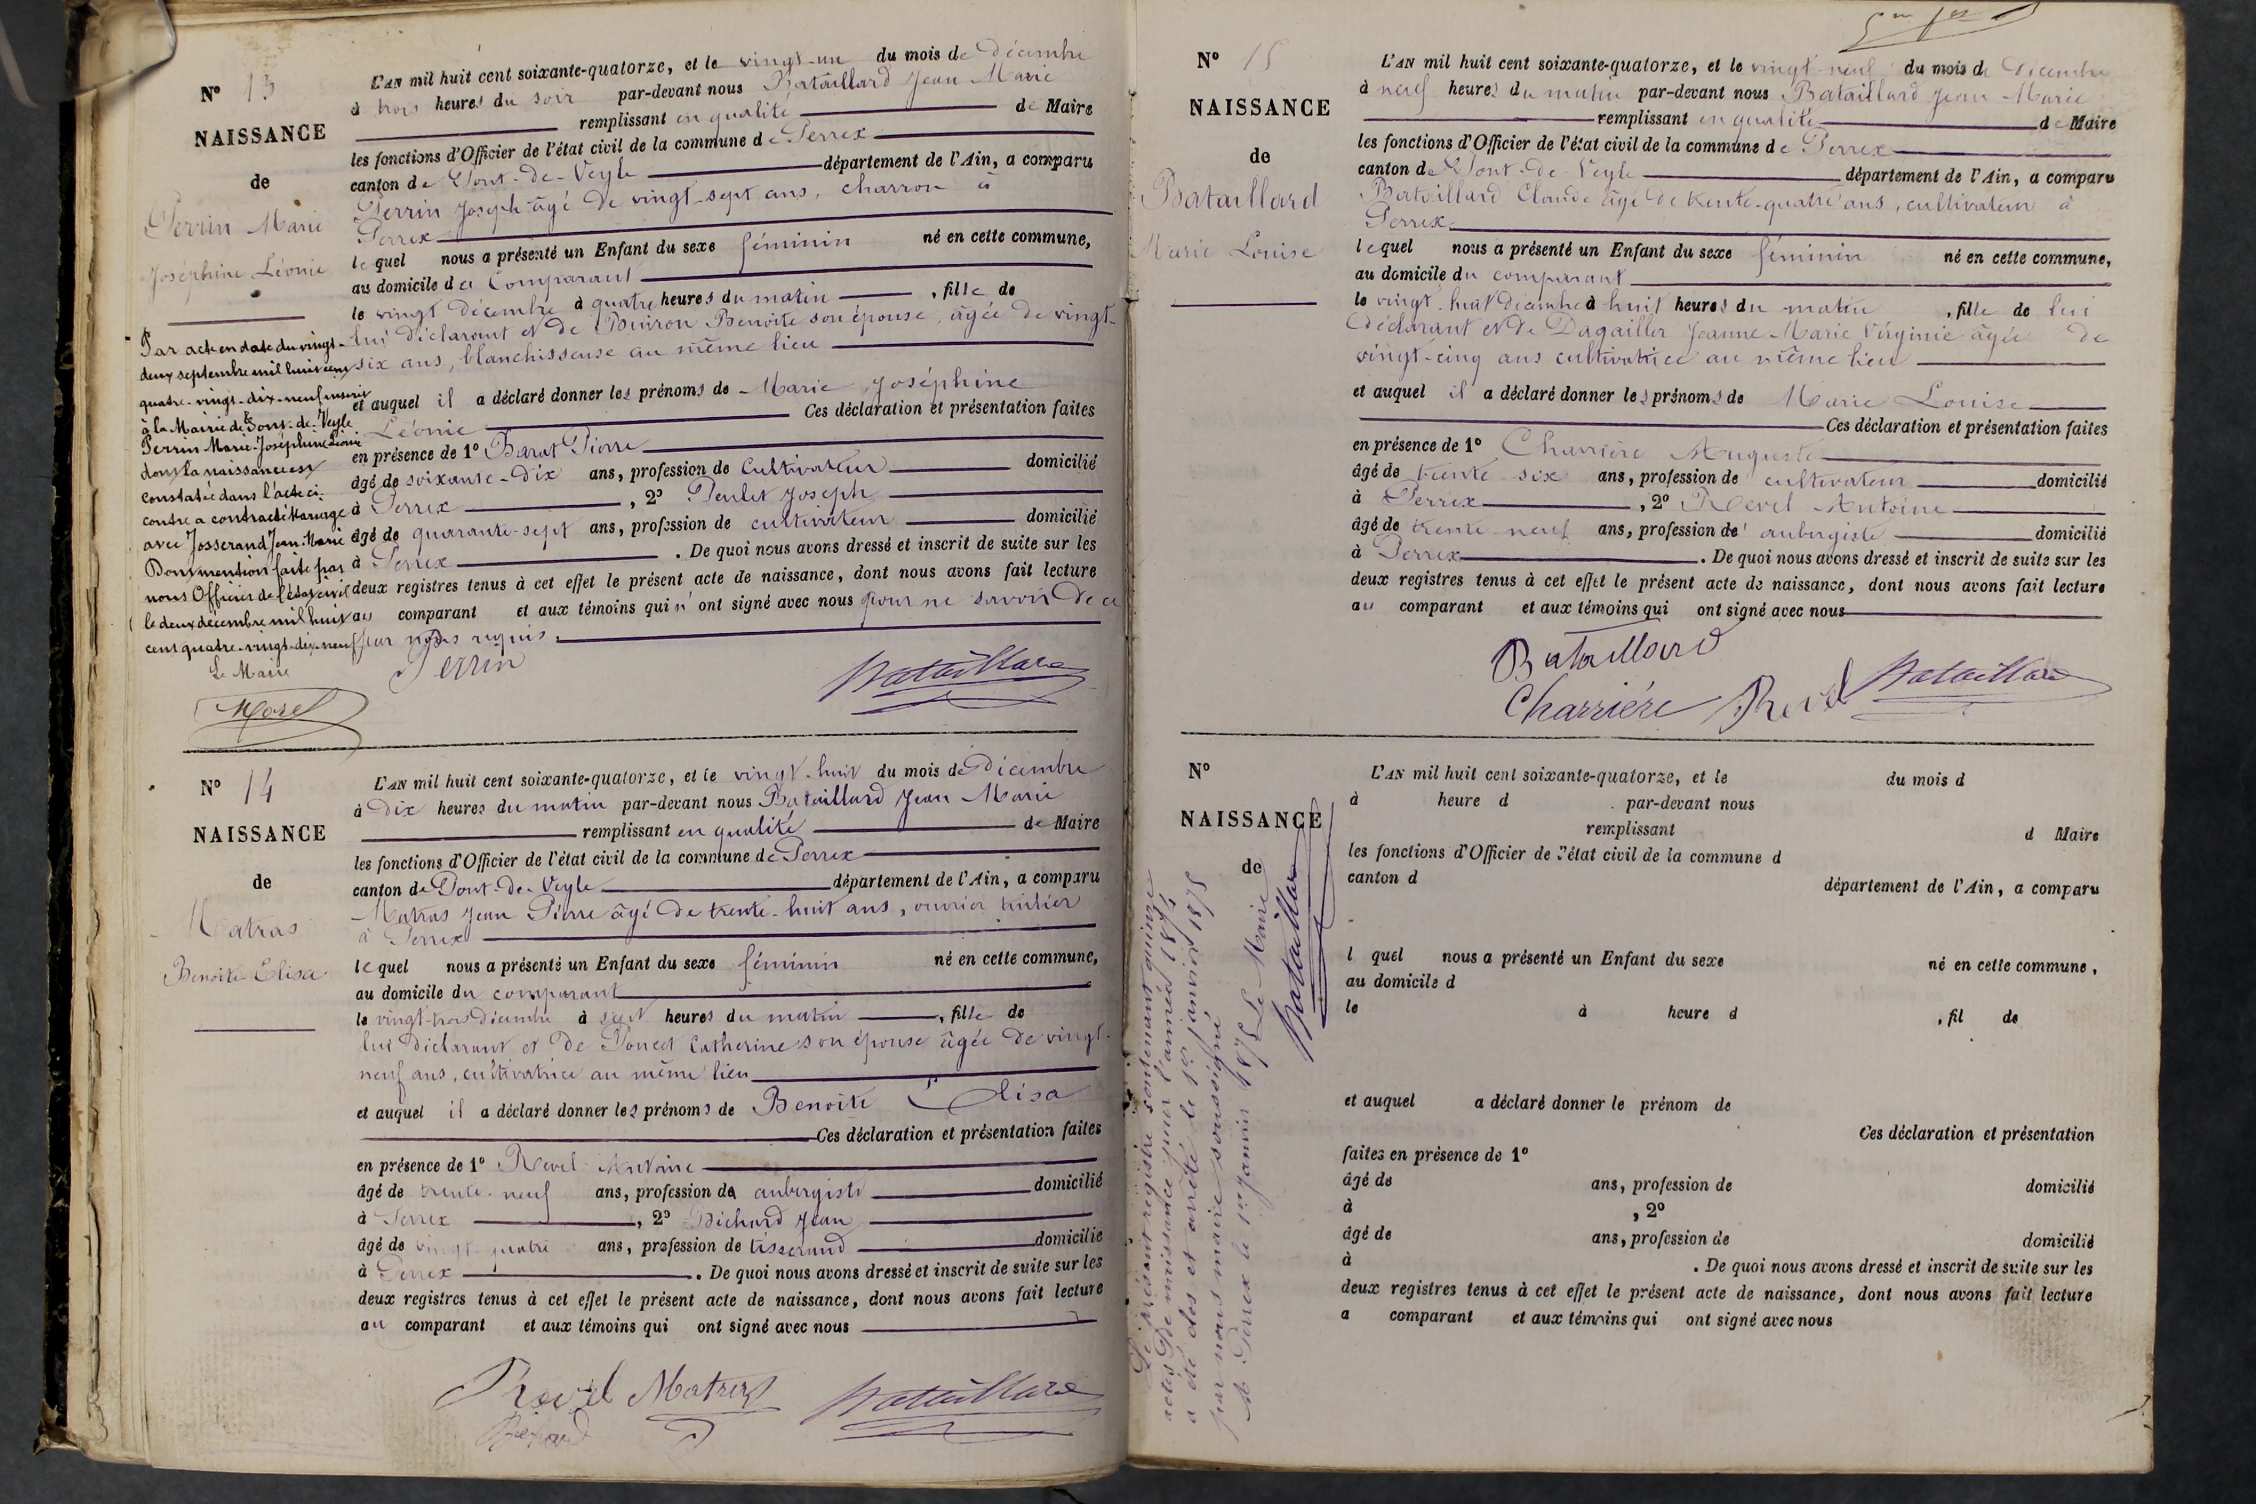 Nº 13
NAISSANCE
de
Perrin Marie
Joséphine Léonie
L'AN mil huit cent soixante-quatorze, et le vingt-un du mois de Décembre
à trois heures du soir par-devant nous Bataillard Jean Marie
remplissant en qualité de Maire
les fonctions d'Officier de l'état civil de la commune de Perrex
canton de Pont-de-Veyle département de l'Ain, a comparu
Perrin Joseph âgé de vingt-sept ans, charron à
Perrex
lequel nous a présenté un Enfant du sexe féminin né en cette commune,
au domicile du Comparant
le vingt décembre à quatre heures du matin , fille de
lui déclarant et de Buiron Benoite son épouse, âgée de vingt-
six ans, blanchisseuse au même lieu
et auquel il a déclaré donner les prénoms de Marie Joséphine
Léonie Ces déclaration et présentation faites
en présence de 1º Barat Pierre
âgé de soixante-dix ans, profession de cultivateur domicilié
à Perrex , 2º Penlet Joseph
âgé de quarante-sept ans, profession de cultivateur domicilié
à Perrex . De quoi nous avons dressé et inscrit de suite sur les
deux registres tenus à cet effet le présent acte de naissance, dont nous avons fait lecture
au comparant et aux témoins qui n'ont signé avec nous pour ne savoir de ce
par nous requis.
Perrin Bataillard
Par acte en date du vingt-
deux septembre mil huit cent
quatre-vingt-dix-neuf inscrit
à la Mairie de Pont-de-Veyle
Perrin Marie-Joséphine Léonie
dont la naissance est
constatée dans l'acte ci-
contre a contracté Mariage
avec Josserand Jean-Marie
Dont mention faite par
nous Officier de l'état civil
le deux décembre mil huit
cent quatre-vingt-dix-neuf
Le Maire
Morel
Nº 14
NAISSANCE
de
Matras
Benoite Elisa
L'AN mil huit cent soixante-quatorze, et le vingt-huit du mois de Décembre
à dix heures du matin par-devant nous Bataillard Jean Marie
remplissant en qualité de Maire
les fonctions d'Officier de l'état civil de la commune de Perrex
canton de Pont-de-Veyle département de l'Ain, a comparu
Matras Jean Pierre âgé de trente-huit ans, ouvrier tuilier
à Perrex
lequel nous a présenté un Enfant du sexe féminin né en cette commune,
au domicile du comparant
le vingt-trois décembre à sept heures du matin , fille de
lui déclarant et de Poncet Catherine son épouse âgée de vingt-
neuf ans, cultivatrice au même lieu
et auquel il a déclaré donner les prénoms de Benoite Elisa
Ces déclaration et présentation faites
en présence de 1º Revel Antoine
âgé de trente-neuf ans, profession de aubergiste domicilié
à Perrex , 2º Bichard Jean
âgé de vingt-quatre ans, profession de tisserand domicilié
à Perrex . De quoi nous avons dressé et inscrit de suite sur les
deux registres tenus à cet effet le présent acte de naissance, dont nous avons fait lecture
au comparant et aux témoins qui ont signé avec nous
Revel Matras Bataillard
Nº 15
NAISSANCE
de
Bataillard
Marie Louise
L'AN mil huit cent soixante-quatorze, et le vingt-neuf du mois de Décembre
à neuf heures du matin par-devant nous Bataillard Jean Marie
remplissant en qualité de Maire
les fonctions d'Officier de l'état civil de la commune de Perrex
canton de Pont-de-Veyle département de l'Ain, a comparu
Bataillard Claude âgé de trente-quatre ans, cultivateur à
Perrex
lequel nous a présenté un Enfant du sexe féminin né en cette commune,
au domicile du comparant
le vingt-huit décembre à huit heures du matin , fille de lui
déclarant et de Dagailler Jeanne-Marie Virginie âgée de
vingt-cinq ans cultivatrice au même lieu
et auquel il a déclaré donner les prénoms de Marie Louise
Ces déclaration et présentation faites
en présence de 1º Charrière Auguste
âgé de trente six ans, profession de cultivateur domicilié
à Perrex , 2º Revel Antoine
âgé de trente-neuf ans, profession de aubergiste domicilié
à Perrex . De quoi nous avons dressé et inscrit de suite sur les
deux registres tenus à cet effet le présent acte de naissance, dont nous avons fait lecture
au comparant et aux témoins qui ont signé avec nous
Bataillard
Charriére Revel Bataillard
Nº
NAISSANCE
de
L'AN mil huit cent soixante-quatorze, et le du mois d
à heure d par-devant nous
remplissant d Maire
les fonctions d'Officier de l'état civil de la commune d
canton d département de l'Ain, a comparu
l quel nous a présenté un Enfant du sexe né en cette commune,
au domicile d
le à heure d , fil de
et auquel a déclaré donner le prénom de
Ces déclaration et présentation
faites en présence de 1º
âgé de ans, profession de domicilié
à , 2º
âgé de ans, profession de domicilié
à . De quoi nous avons dressé et inscrit de suite sur les
deux registres tenus à cet effet le présent acte de naissance, dont nous avons fait lecture
a comparant et aux témoins qui ont signé avec nous
Le présent registre contenant quinze
actes de naissance pour l'année 1874
a été clos et arrêté le 1er janvier 1875
par nous maire soussigné
A Perrex le 1er janvier 1875 Le Maire
Bataillard